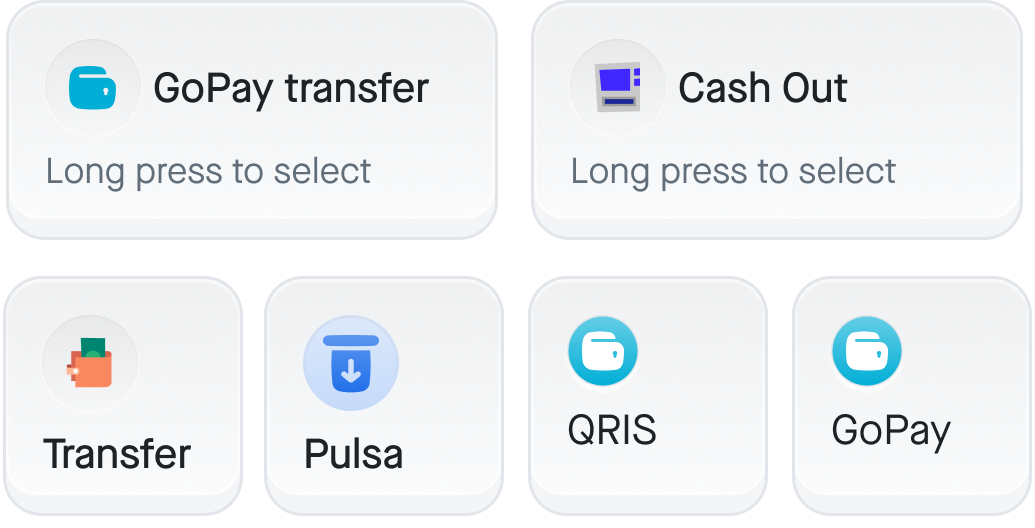 GoPay transfer
Long press to select
Cash Out
Long press to select
Transfer
Pulsa
QRIS
GoPay